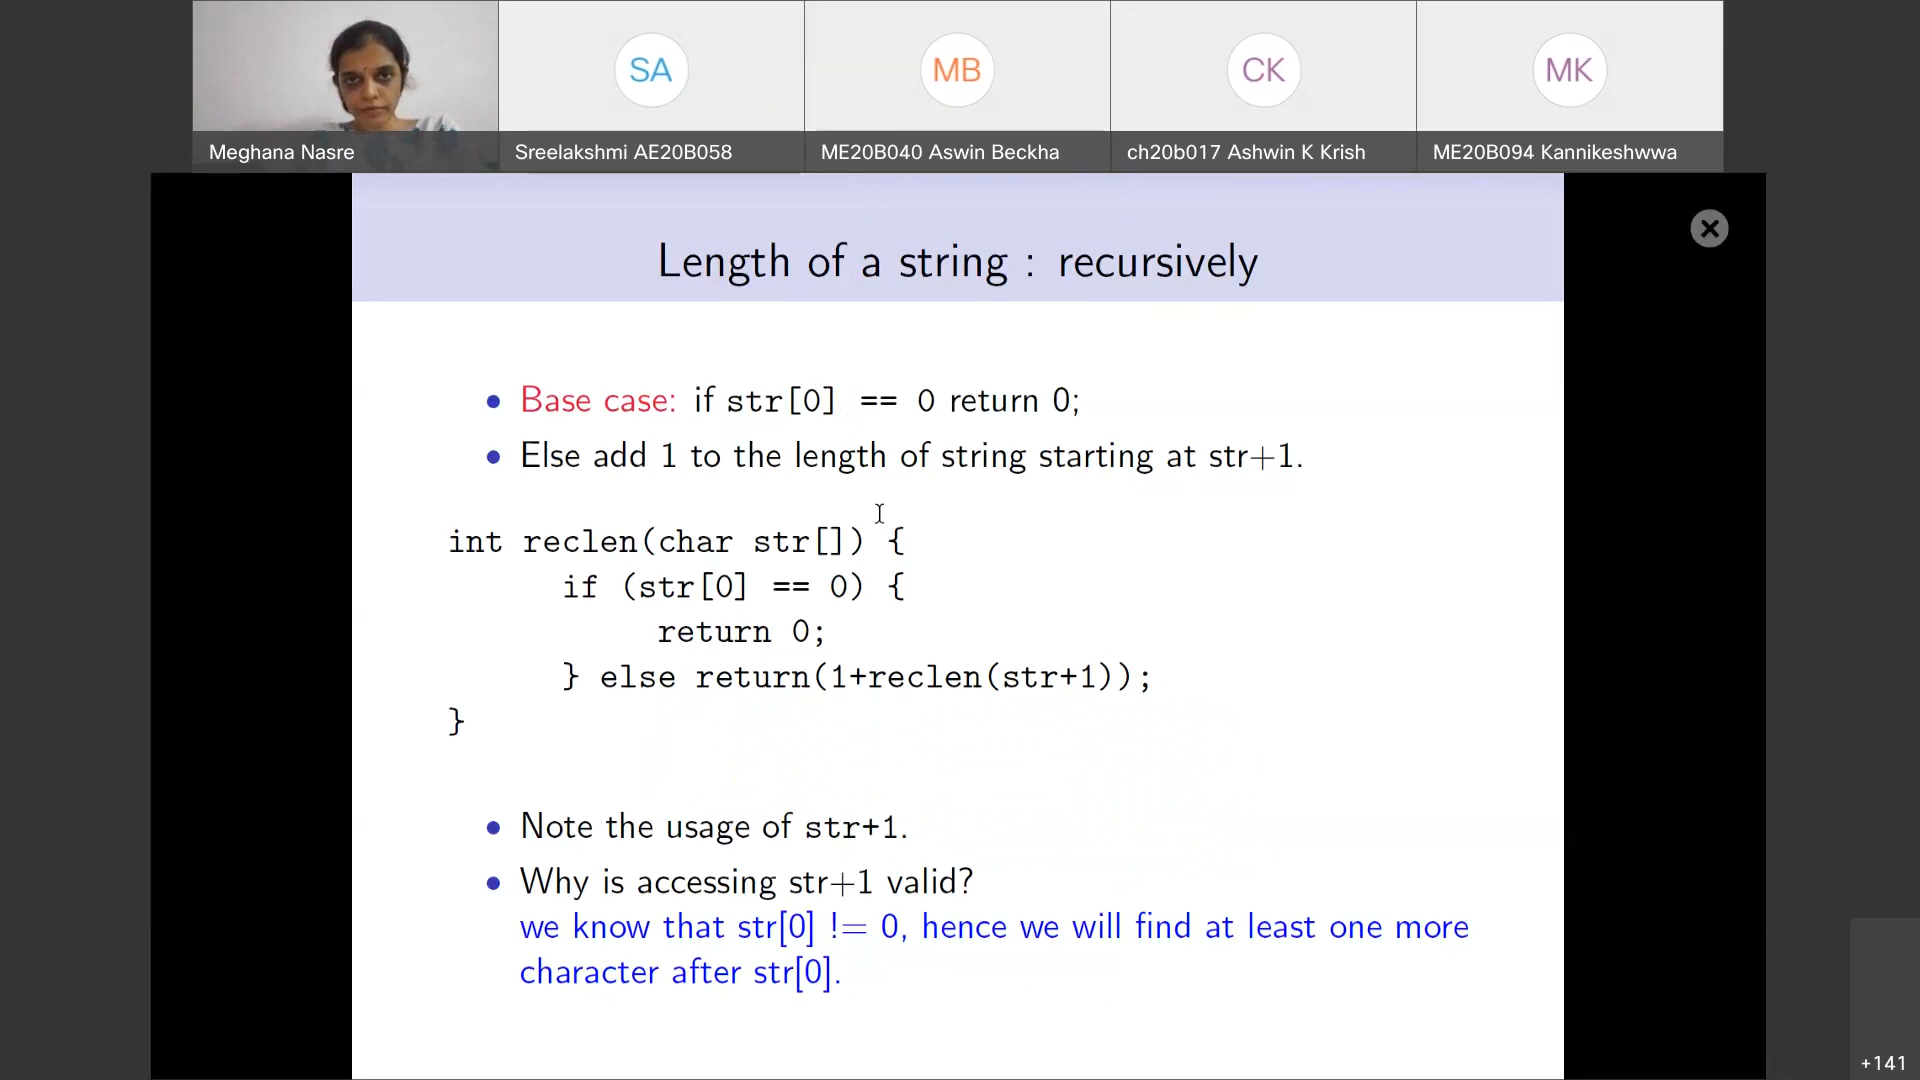 SA
MB
CK
MK
Meghana Nasre
Sreelakshmi AE20B058
ME20B040 Aswin Beckha
ch20b017 Ashwin K Krish
ME20B094 Kannikeshwwa
Length of a string : recursively
• Base case: if str[0] == 0 return 0;
• Else add 1 to the length of string starting at str+1.
int reclen(char str[]) {
if (str[0] == 0) {
return 0;
} else return(1+reclen(str+1));
}
• Note the usage of str+1.
• Why is accessing str+1 valid?
we know that str[0] != 0, hence we will find at least one more
character after str[0].
+141